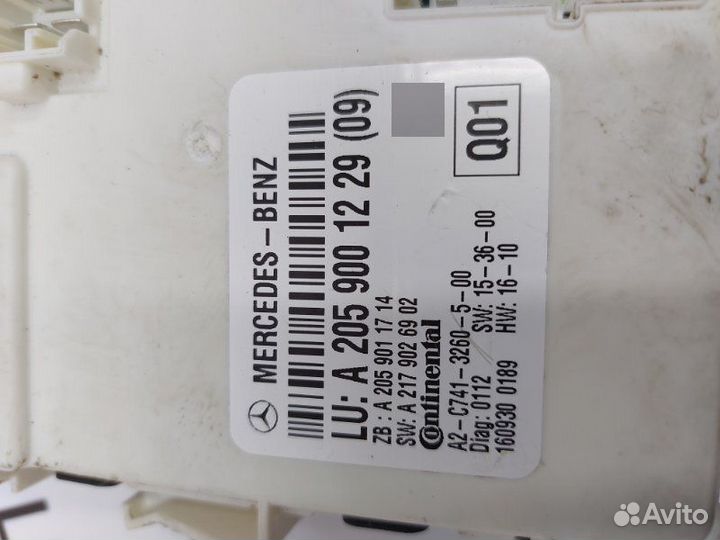 MERCEDES-BENZ
LU: A 205 900 12 29 (09)
ZB : A 205 901 17 14
SW: A 217 902 69 02
Continental
Q01
A2-C741-3260-5-00
Diag: 0112 SW: 15-36-00
160930 0189 HW: 16-10
Avito